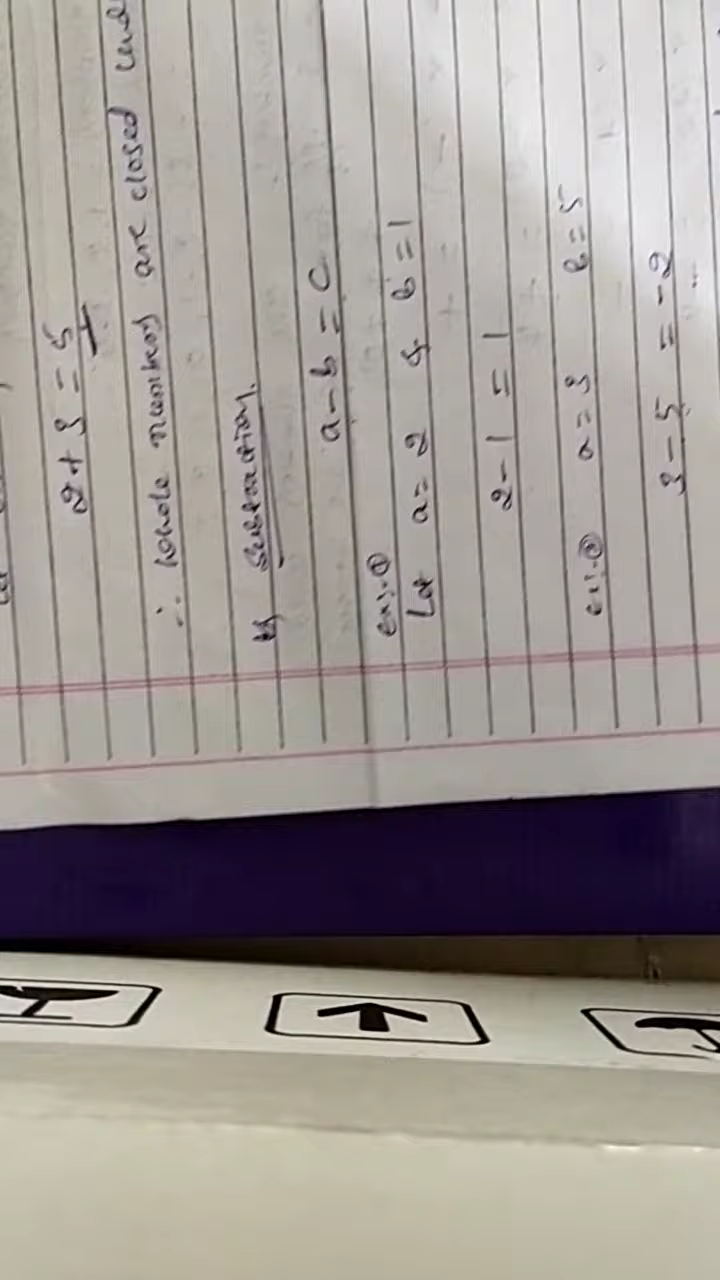 2 + 3 = 5
∴ Whole numbers are closed und
b) Subtraction.
a - b = c
ex:- ①
Let a = 2 & b = 1
2 - 1 = 1
ex:- ② a = 3 b = 5
3 - 5 = -2